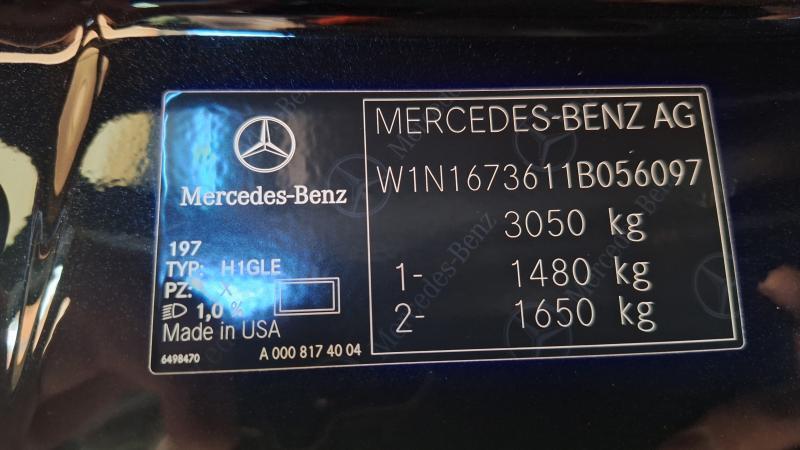 Mercedes-Benz
197
TYP: H1GLE
PZ: X
1,0 %
Made in USA
6498470 A 000 817 40 04
MERCEDES-BENZ AG
W1N1673611B056097
3050 kg
1- 1480 kg
2- 1650 kg